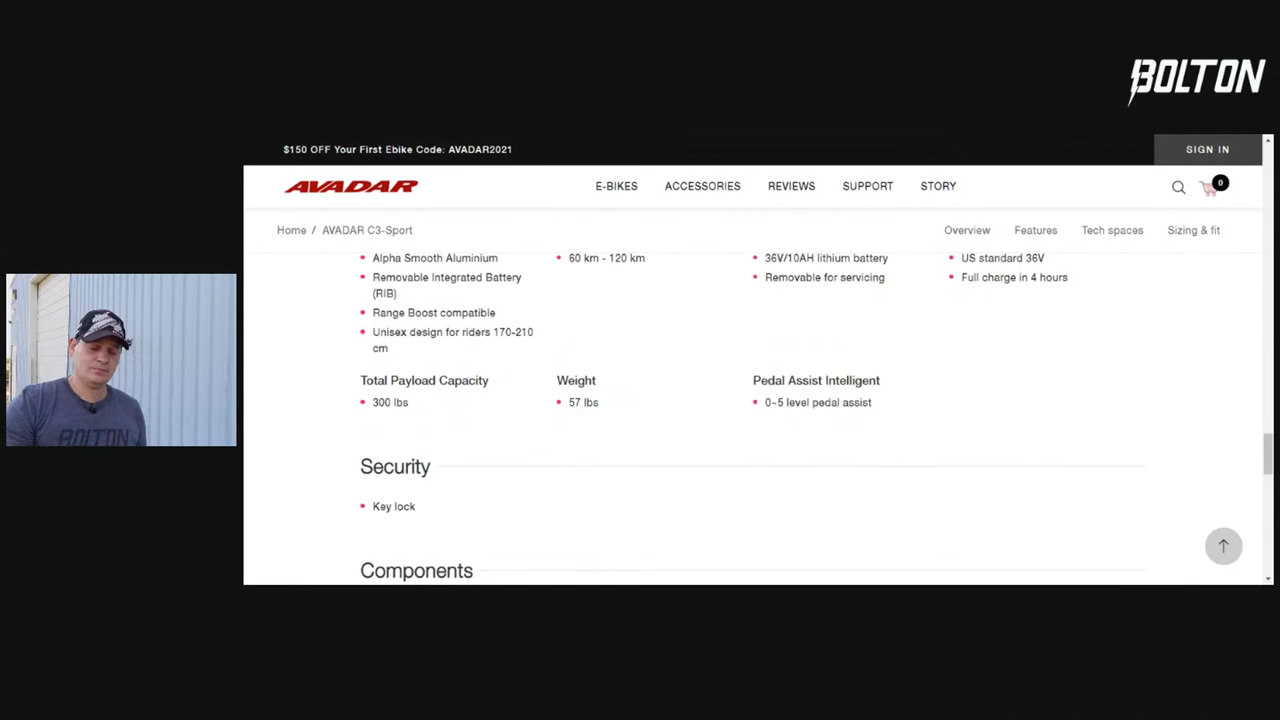 BOLTON
$150 OFF Your First Ebike Code: AVADAR2021
SIGN IN
AVADAR
E-BIKES
ACCESSORIES
REVIEWS
SUPPORT
STORY
0
Home / AVADAR C3-Sport
Overview
Features
Tech spaces
Sizing & fit
Alpha Smooth Aluminium
Removable Integrated Battery
(RIB)
Range Boost compatible
Unisex design for riders 170-210
cm
60 km - 120 km
36V/10AH lithium battery
Removable for servicing
US standard 36V
Full charge in 4 hours
Total Payload Capacity
300 lbs
Weight
57 lbs
Pedal Assist Intelligent
0~5 level pedal assist
Security
Key lock
Components
BOLTON